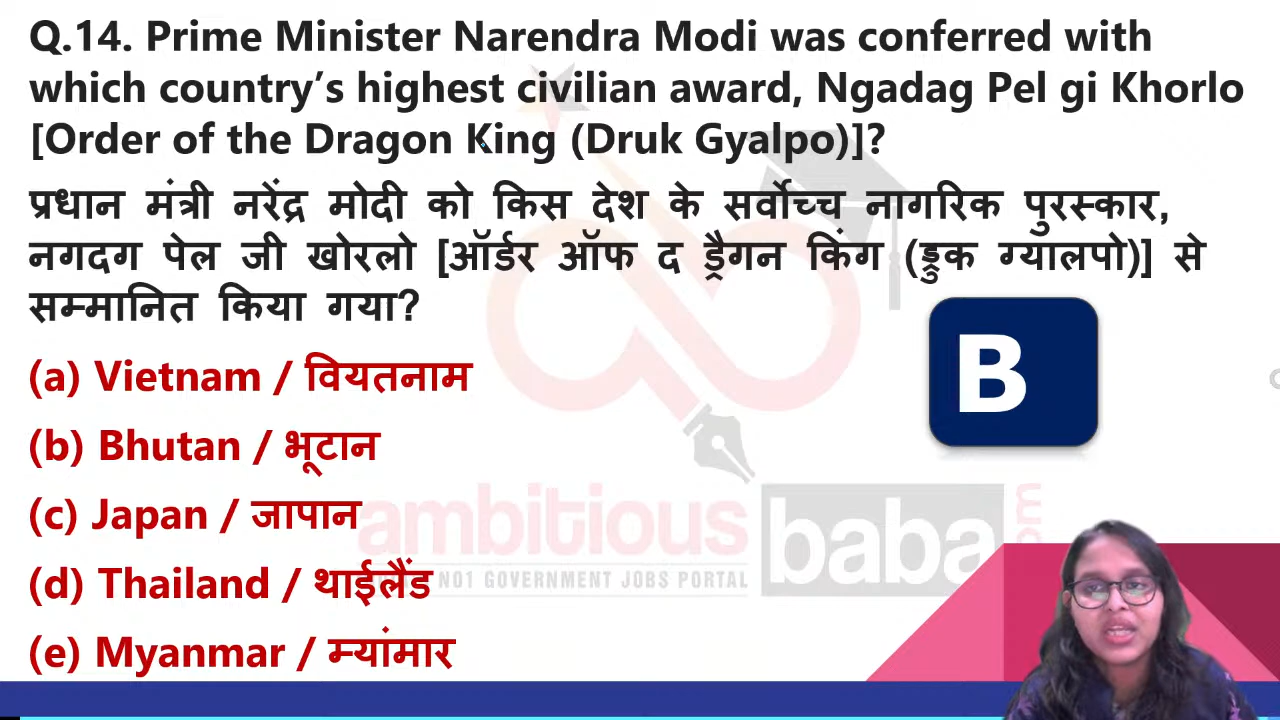 Q.14. Prime Minister Narendra Modi was conferred with
which country’s highest civilian award, Ngadag Pel gi Khorlo
[Order of the Dragon King (Druk Gyalpo)]?
प्रधान मंत्री नरेंद्र मोदी को किस देश के सर्वोच्च नागरिक पुरस्कार,
नगदग पेल जी खोरलो [ऑर्डर ऑफ द ड्रैगन किंग (ड्रुक ग्यालपो)] से
सम्मानित किया गया?
B
(a) Vietnam / वियतनाम
(b) Bhutan / भूटान
(c) Japan / जापान
(d) Thailand / थाईलैंड
(e) Myanmar / म्यांमार
ambitious baba
NO1 GOVERNMENT JOBS PORTAL